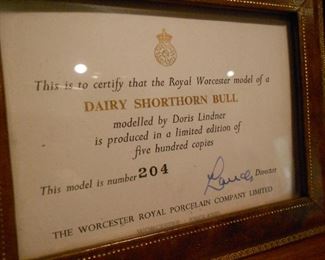 This is to certify that the Royal Worcester model of a
DAIRY SHORTHORN BULL
modelled by Doris Lindner
is produced in a limited edition of
five hundred copies
This model is number 204
Director
THE WORCESTER ROYAL PORCELAIN COMPANY LIMITED